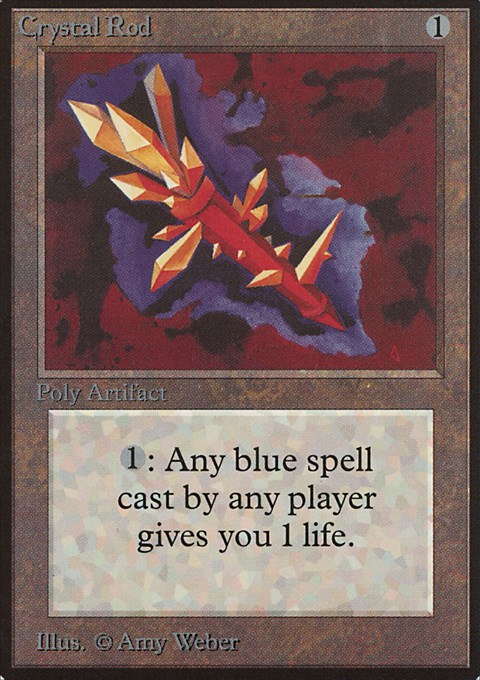 Crystal Rod 1
Poly Artifact
1: Any blue spell
cast by any player
gives you 1 life.
Illus. © Amy Weber